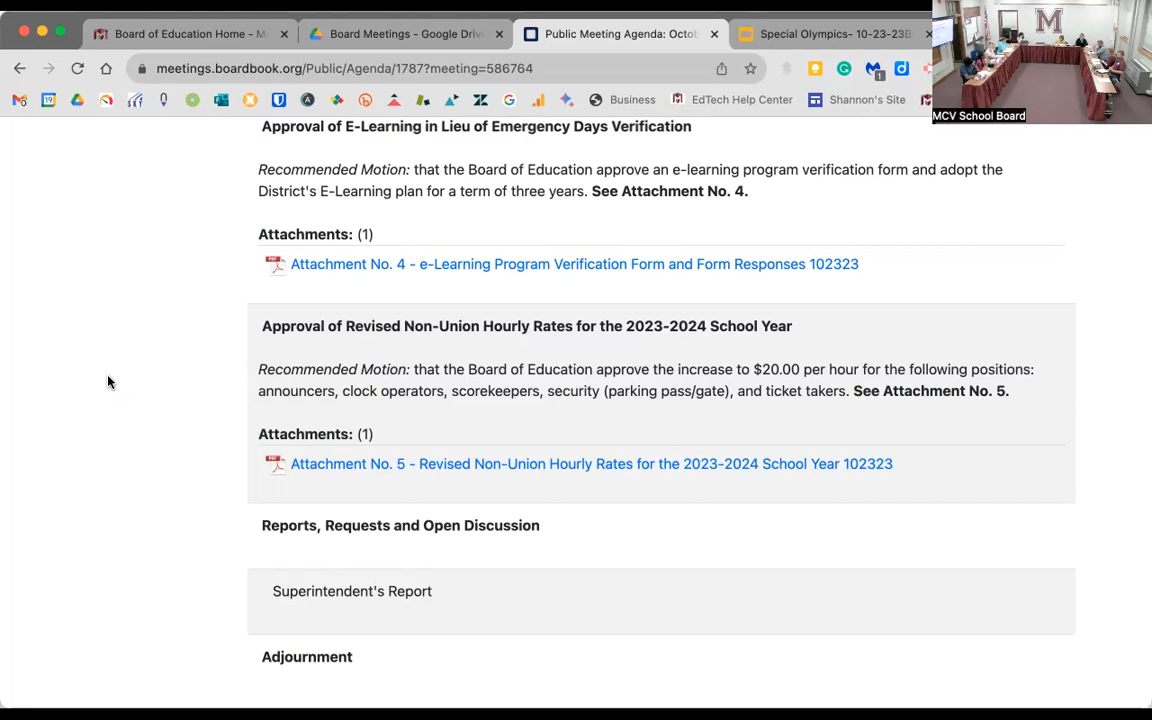 Board of Education Home - M
Board Meetings - Google Driv
Public Meeting Agenda: Octob
Special Olympics- 10-23-23B
meetings.boardbook.org/Public/Agenda/1787?meeting=586764
Business
EdTech Help Center
Shannon's Site
M
MCV School Board
Approval of E-Learning in Lieu of Emergency Days Verification
Recommended Motion: that the Board of Education approve an e-learning program verification form and adopt the
District's E-Learning plan for a term of three years. See Attachment No. 4.
Attachments: (1)
Attachment No. 4 - e-Learning Program Verification Form and Form Responses 102323
Approval of Revised Non-Union Hourly Rates for the 2023-2024 School Year
Recommended Motion: that the Board of Education approve the increase to $20.00 per hour for the following positions:
announcers, clock operators, scorekeepers, security (parking pass/gate), and ticket takers. See Attachment No. 5.
Attachments: (1)
Attachment No. 5 - Revised Non-Union Hourly Rates for the 2023-2024 School Year 102323
Reports, Requests and Open Discussion
Superintendent's Report
Adjournment